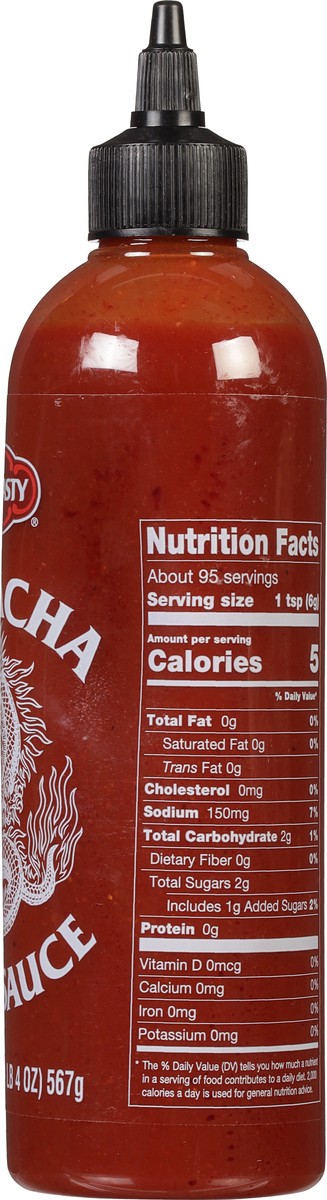 STY
®
CHA
AUCE
LB 4 OZ) 567g
Nutrition Facts
About 95 servings
Serving size 1 tsp (6g)
Amount per serving
Calories 5
% Daily Value*
Total Fat 0g 0%
Saturated Fat 0g 0%
Trans Fat 0g
Cholesterol 0mg 0%
Sodium 150mg 7%
Total Carbohydrate 2g 1%
Dietary Fiber 0g 0%
Total Sugars 2g
Includes 1g Added Sugars 2%
Protein 0g
Vitamin D 0mcg 0%
Calcium 0mg 0%
Iron 0mg 0%
Potassium 0mg 0%
* The % Daily Value (DV) tells you how much a nutrient
in a serving of food contributes to a daily diet. 2,000
calories a day is used for general nutrition advice.